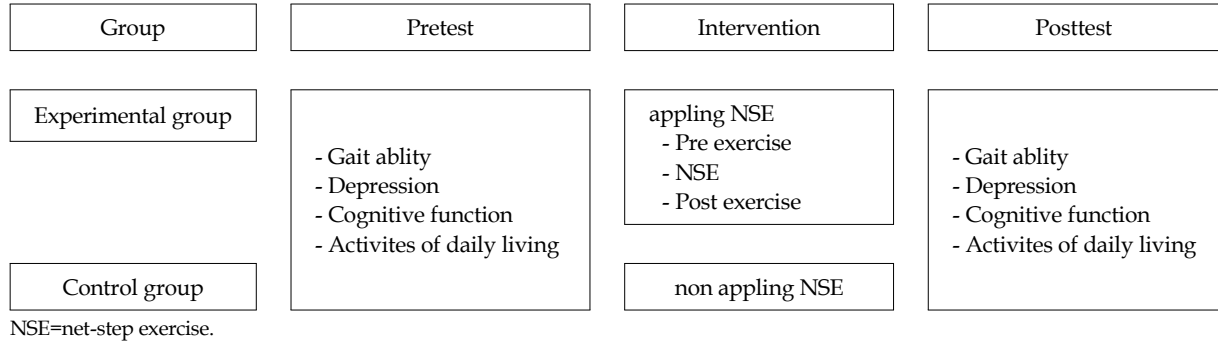 Group
Pretest
Intervention
Posttest
Experimental group
Control group
- Gait ablity
- Depression
- Cognitive function
- Activites of daily living
appling NSE
- Pre exercise
- NSE
- Post exercise
non appling NSE
- Gait ablity
- Depression
- Cognitive function
- Activites of daily living
NSE=net-step exercise.